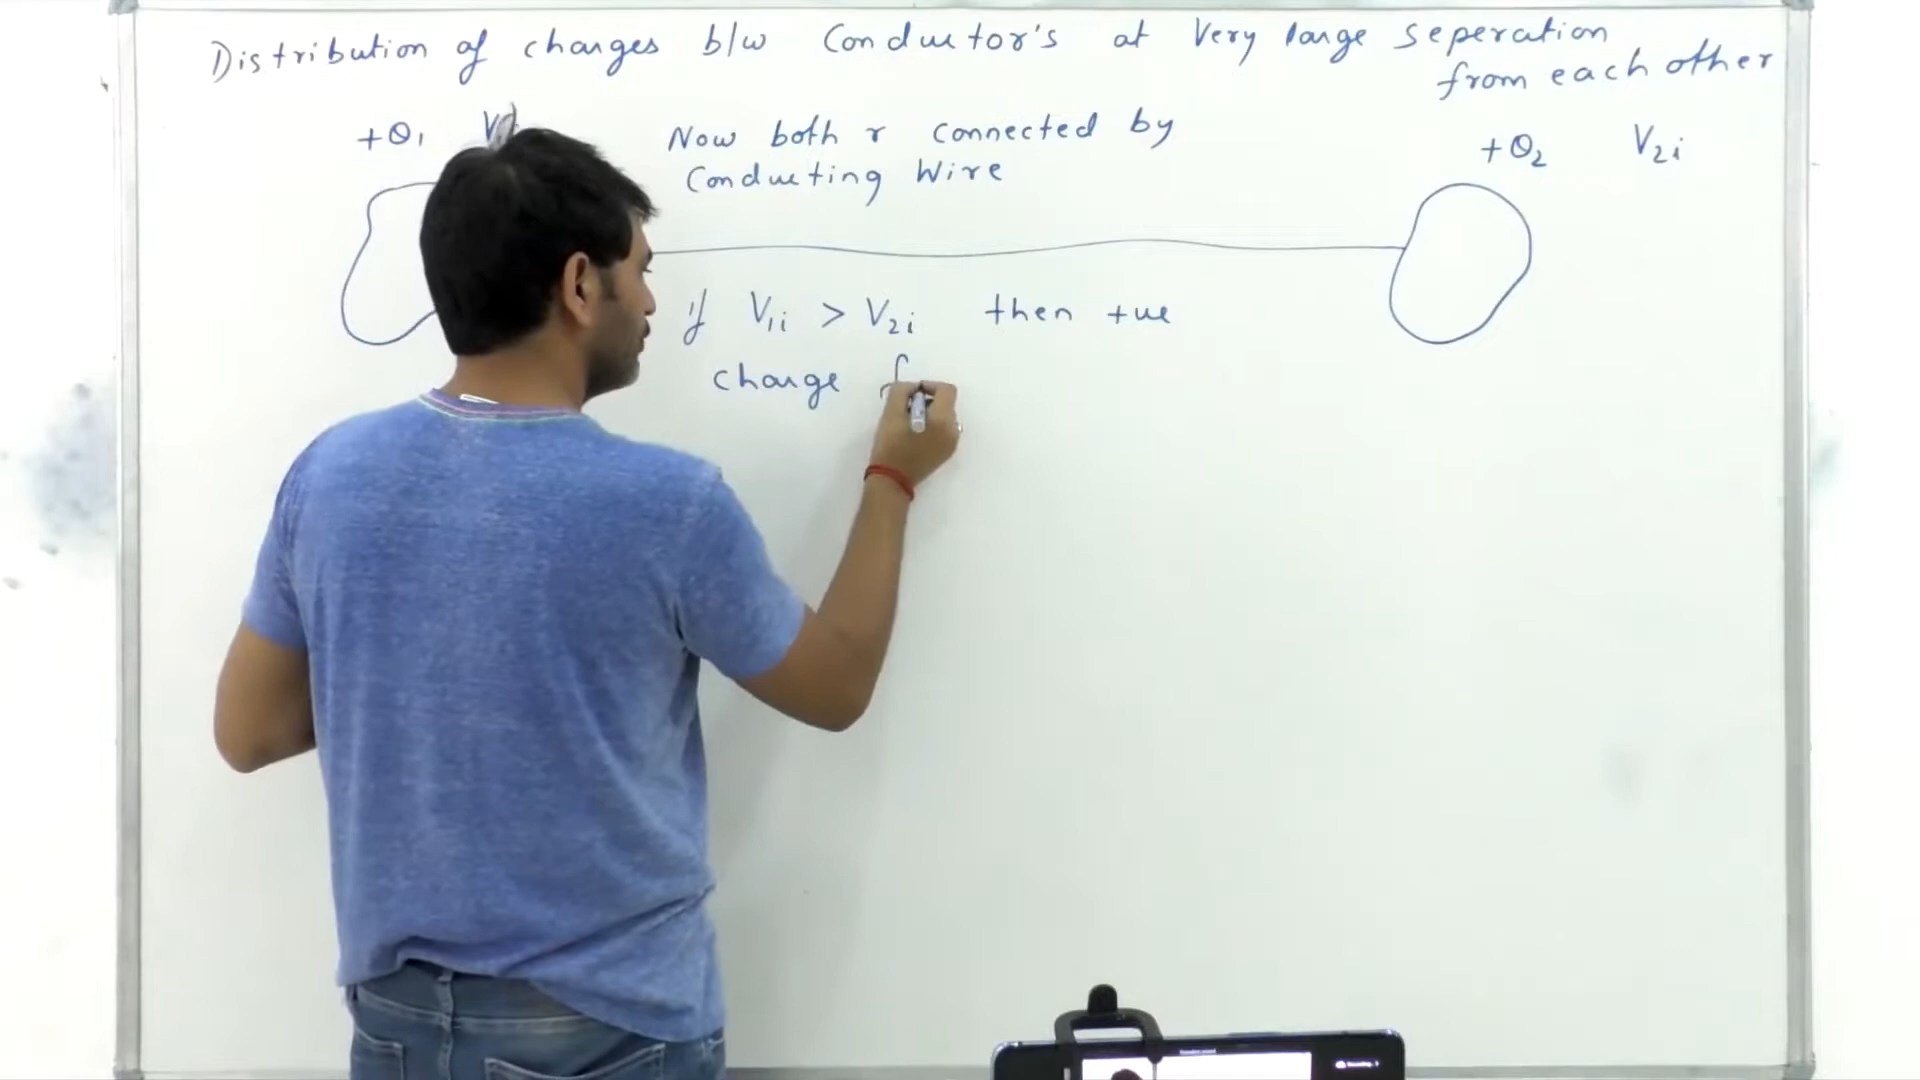 Distribution of charges b/w Conductor's at Very large seperation
from each other
+Q1
Now both r connected by
Conducting Wire
+Q2 V2i
if V1i > V2i then +ve
charge